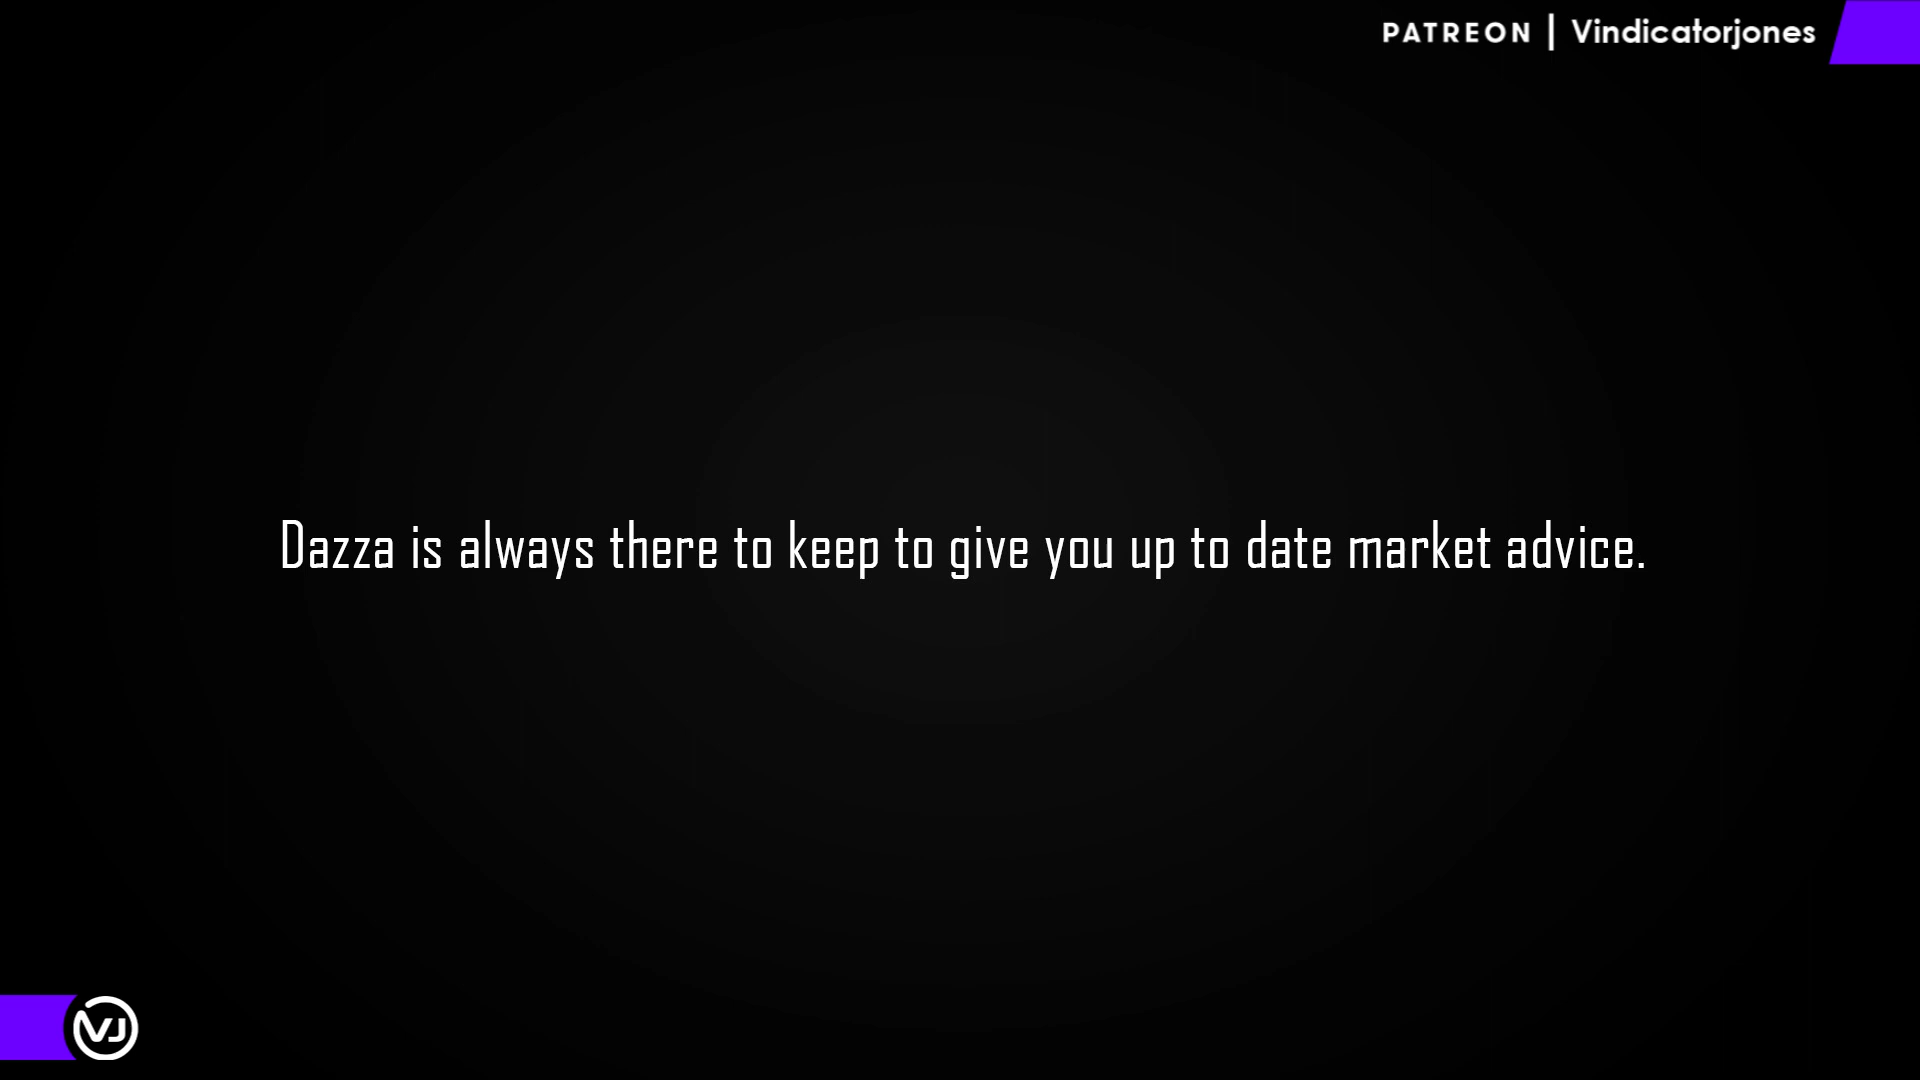 PATREON | Vindicatorjones
Dazza is always there to keep to give you up to date market advice.
VJ